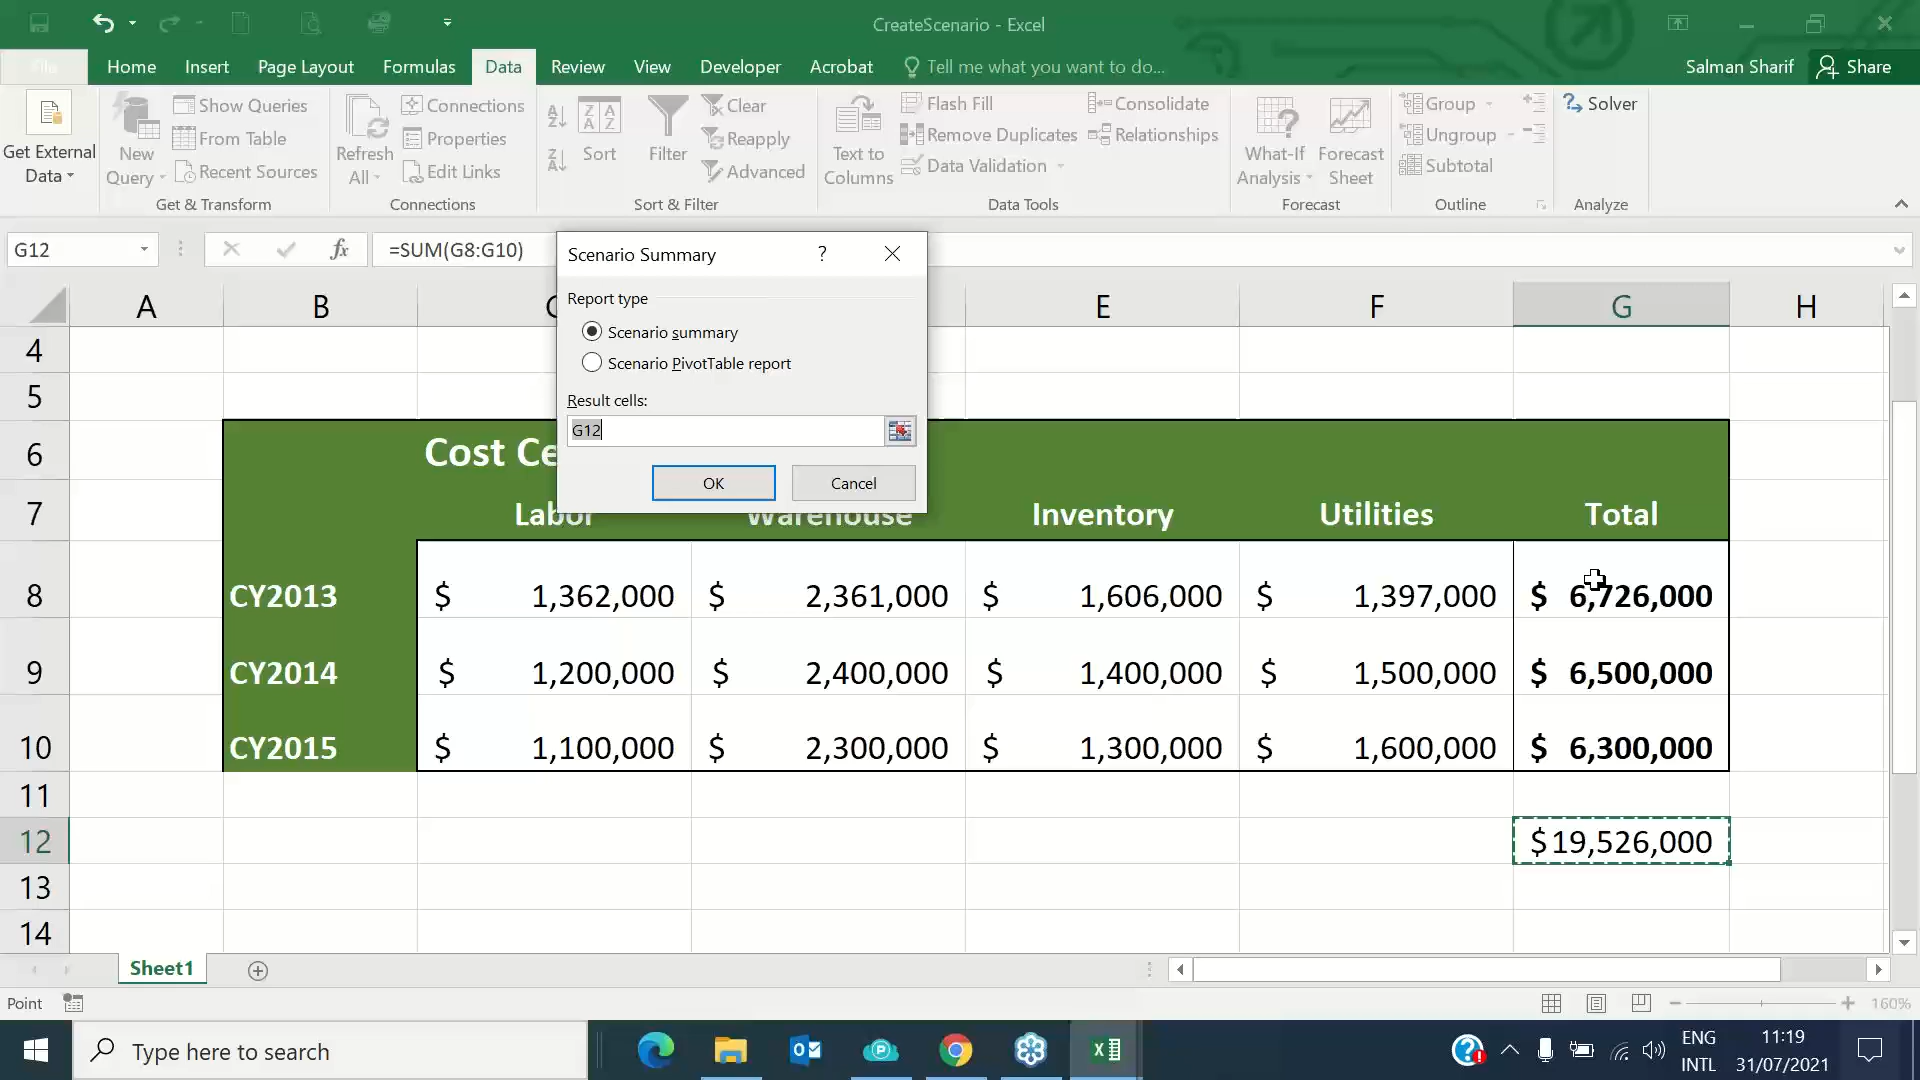 CreateScenario - Excel
File Home Insert Page Layout Formulas Data Review View Developer Acrobat Tell me what you want to do... Salman Sharif Share
Get External Data
New Query
Show Queries
From Table
Recent Sources
Get & Transform
Refresh All
Connections
Properties
Edit Links
Connections
Sort
Filter
Clear
Reapply
Advanced
Sort & Filter
Text to Columns
Flash Fill
Remove Duplicates
Data Validation
Consolidate
Relationships
Data Tools
What-If Analysis
Forecast Sheet
Forecast
Group
Ungroup
Subtotal
Outline
Solver
Analyze
G12 fx =SUM(G8:G10)
Scenario Summary ?
Report type
Scenario summary
Scenario PivotTable report
Result cells:
G12
OK Cancel
A B E F G H
4
5
6 Cost Ce
7 Labor Warehouse Inventory Utilities Total
8 CY2013 $ 1,362,000 $ 2,361,000 $ 1,606,000 $ 1,397,000 $ 6,726,000
9 CY2014 $ 1,200,000 $ 2,400,000 $ 1,400,000 $ 1,500,000 $ 6,500,000
10 CY2015 $ 1,100,000 $ 2,300,000 $ 1,300,000 $ 1,600,000 $ 6,300,000
11
12 $19,526,000
13
14
Sheet1
Point 160%
Type here to search
ENG
INTL
11:19
31/07/2021